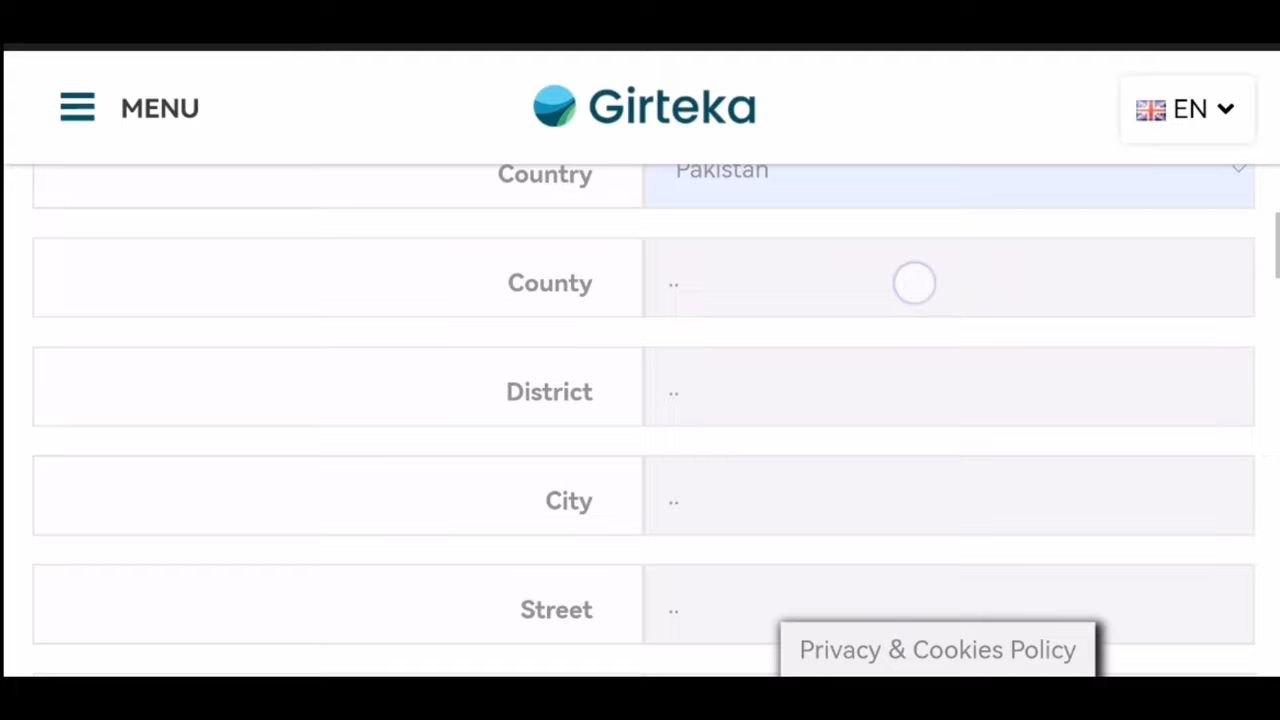 MENU
Girteka
EN
Country
Pakistan
County
..
District
..
City
..
Street
..
Privacy & Cookies Policy